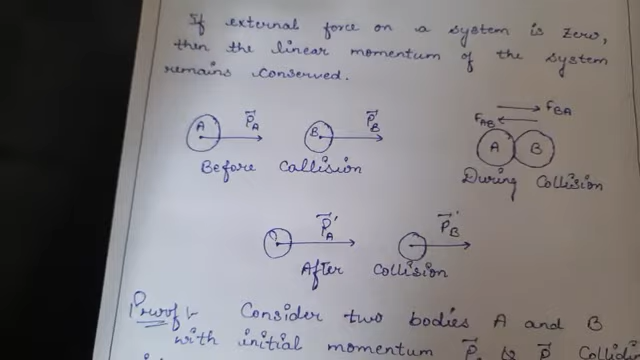 If external force on a system is zero,
then the linear momentum of the system
remains conserved.
A P⃗A B P⃗B
Before Callision
FBA
FAB
A B
During Collision
P⃗A' P⃗B'
After Collision
Proof :- Consider two bodies A and B
with initial momentum P⃗ & P⃗